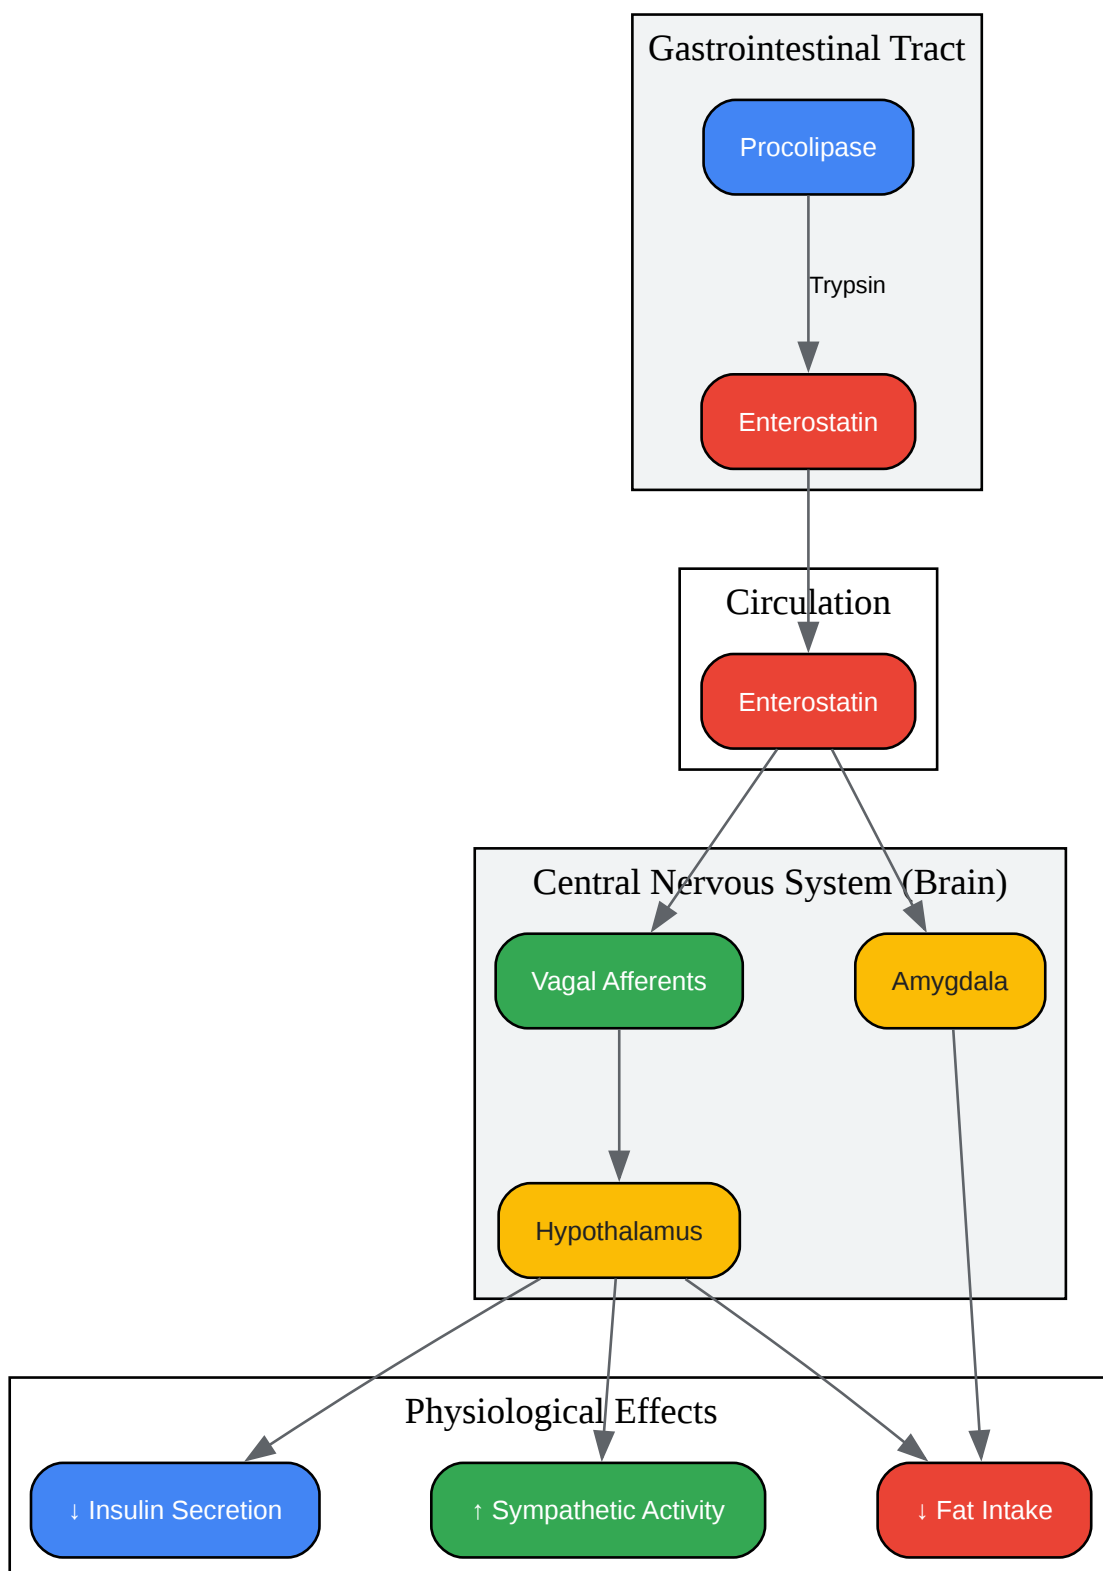 Gastrointestinal Tract
Procolipase
Trypsin
Enterostatin
Circulation
Enterostatin
Central Nervous System (Brain)
Vagal Afferents
Amygdala
Hypothalamus
Physiological Effects
↓ Insulin Secretion
↑ Sympathetic Activity
↓ Fat Intake